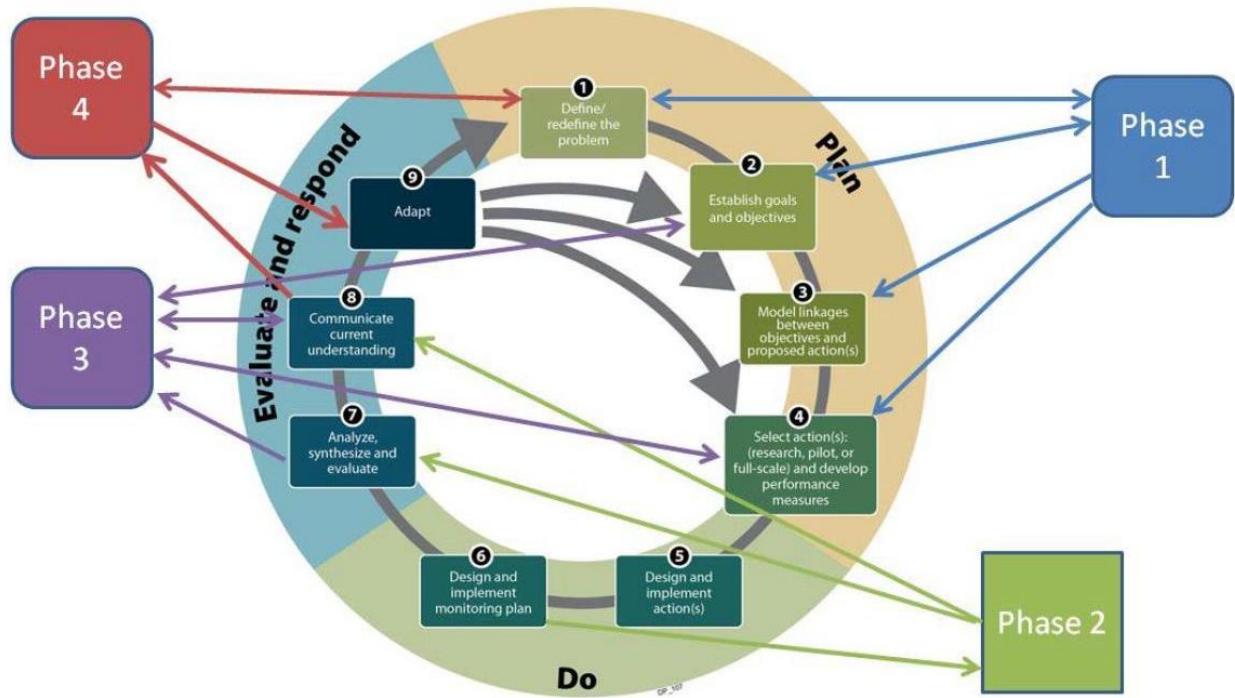 Phase
4
Phase
1
Phase
3
Phase 2
Plan
Do
Evaluate and respond
1
Define/
redefine the
problem
2
Establish goals
and objectives
3
Model linkages
between
objectives and
proposed action(s)
4
Select action(s):
(research, pilot, or
full-scale) and develop
performance
measures
5
Design and
implement
action(s)
6
Design and
implement
monitoring plan
7
Analyze,
synthesize and
evaluate
8
Communicate
current
understanding
9
Adapt
DP_107